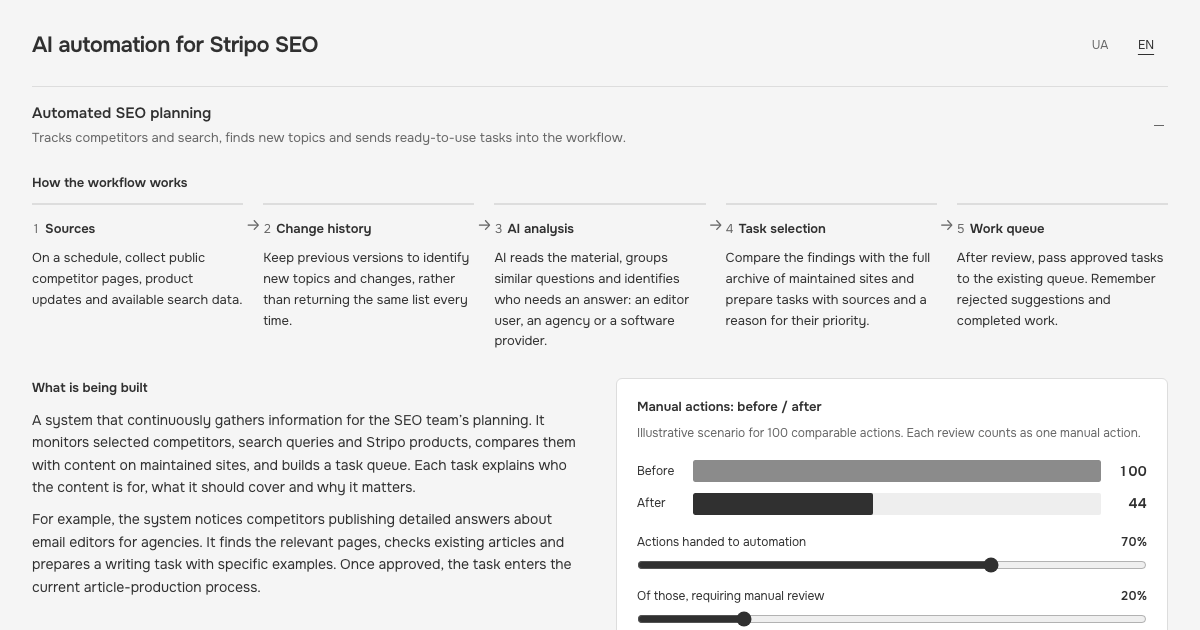 AI automation for Stripo SEO
UA
EN
Automated SEO planning
Tracks competitors and search, finds new topics and sends ready-to-use tasks into the workflow.
How the workflow works
1 Sources
On a schedule, collect public
competitor pages, product
updates and available search data.
→ 2 Change history
Keep previous versions to identify
new topics and changes, rather
than returning the same list every
time.
→ 3 AI analysis
AI reads the material, groups
similar questions and identifies
who needs an answer: an editor
user, an agency or a software
provider.
→ 4 Task selection
Compare the findings with the full
archive of maintained sites and
prepare tasks with sources and a
reason for their priority.
→ 5 Work queue
After review, pass approved tasks
to the existing queue. Remember
rejected suggestions and
completed work.
What is being built
A system that continuously gathers information for the SEO team’s planning. It
monitors selected competitors, search queries and Stripo products, compares them
with content on maintained sites, and builds a task queue. Each task explains who
the content is for, what it should cover and why it matters.
For example, the system notices competitors publishing detailed answers about
email editors for agencies. It finds the relevant pages, checks existing articles and
prepares a writing task with specific examples. Once approved, the task enters the
current article-production process.
Manual actions: before / after
Illustrative scenario for 100 comparable actions. Each review counts as one manual action.
Before 100
After 44
Actions handed to automation 70%
Of those, requiring manual review 20%